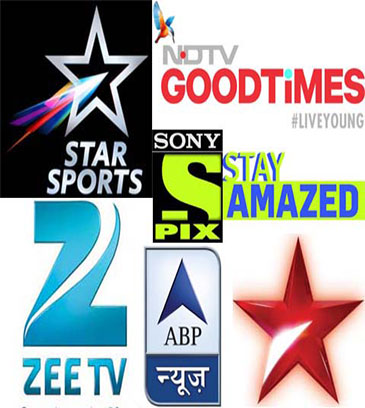 NDTV
GOODTiMES
#LIVEYOUNG
STAR
SPORTS
SONY
S
PIX
STAY
AMAZED
Z
ZEE TV
ABP
न्यूज़